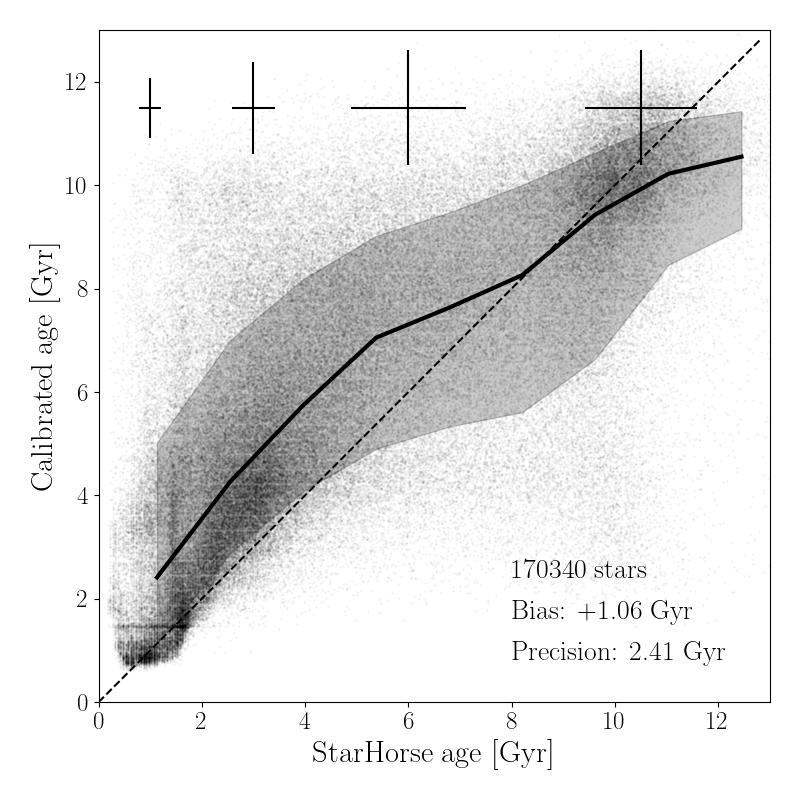 12
10
8
6
4
2
0
Calibrated age [Gyr]
170340 stars
Bias: +1.06 Gyr
Precision: 2.41 Gyr
0 2 4 6 8 10 12
StarHorse age [Gyr]